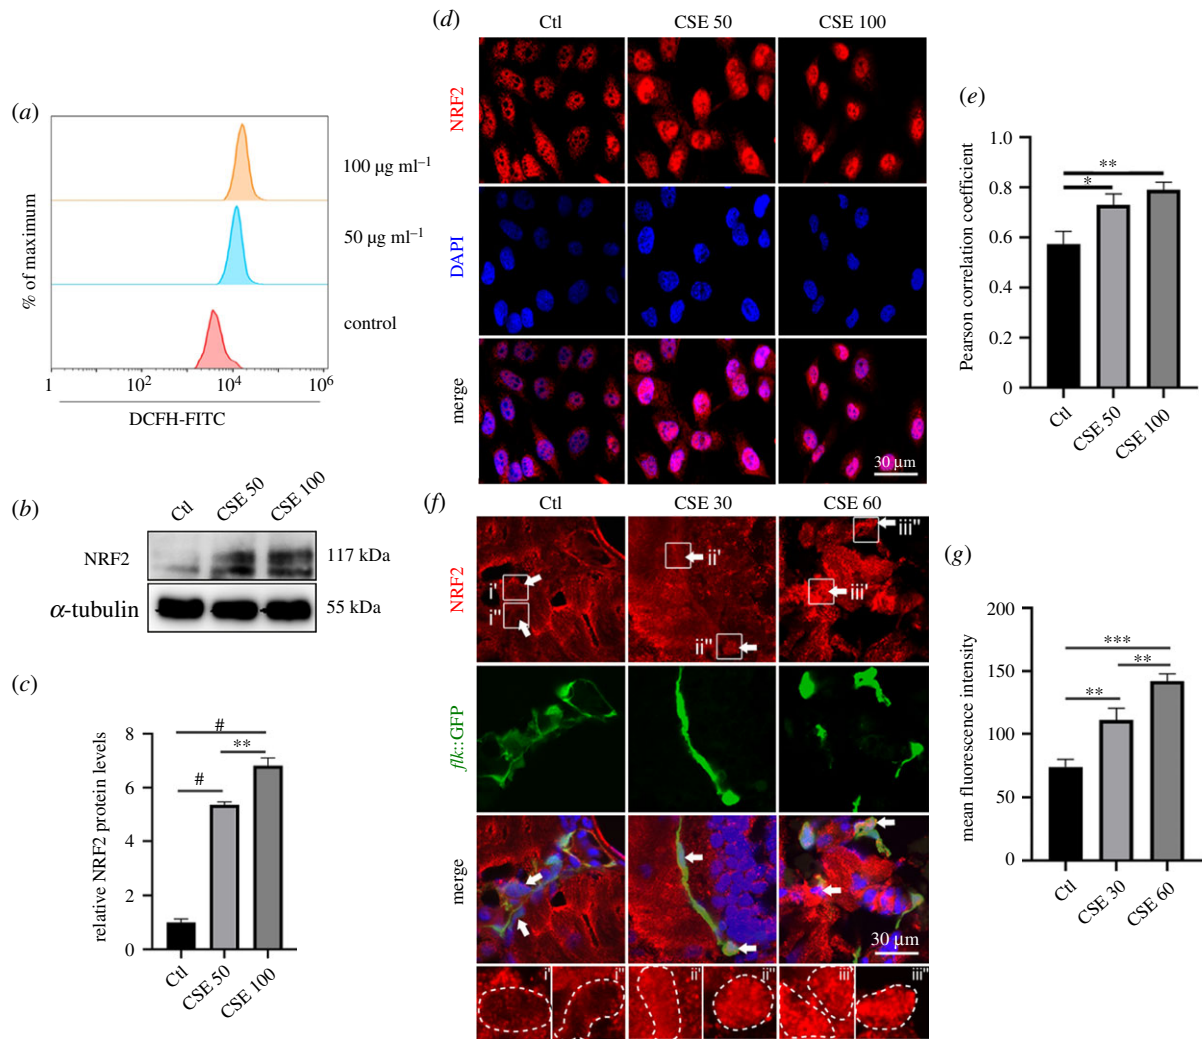 (a)
% of maximum
100 µg ml⁻¹
50 µg ml⁻¹
control
1 10² 10⁴ 10⁶
DCFH-FITC
(b)
Ctl CSE 50 CSE 100
NRF2 117 kDa
α-tubulin 55 kDa
(c)
relative NRF2 protein levels
8
6
4
2
0
#
# **
Ctl CSE 50 CSE 100
(d)
Ctl CSE 50 CSE 100
NRF2
DAPI
merge
30 µm
(e)
Pearson correlation coefficient
1.0
0.8
0.6
0.4
0.2
0
**
*
Ctl CSE 50 CSE 100
(f)
Ctl CSE 30 CSE 60
NRF2
i'
i''
ii'
ii''
iii''
iii'
flk::GFP
merge
30 µm
i' i'' ii' ii'' iii' iii''
(g)
mean fluorescence intensity
200
150
100
50
0
***
** **
Ctl CSE 30 CSE 60